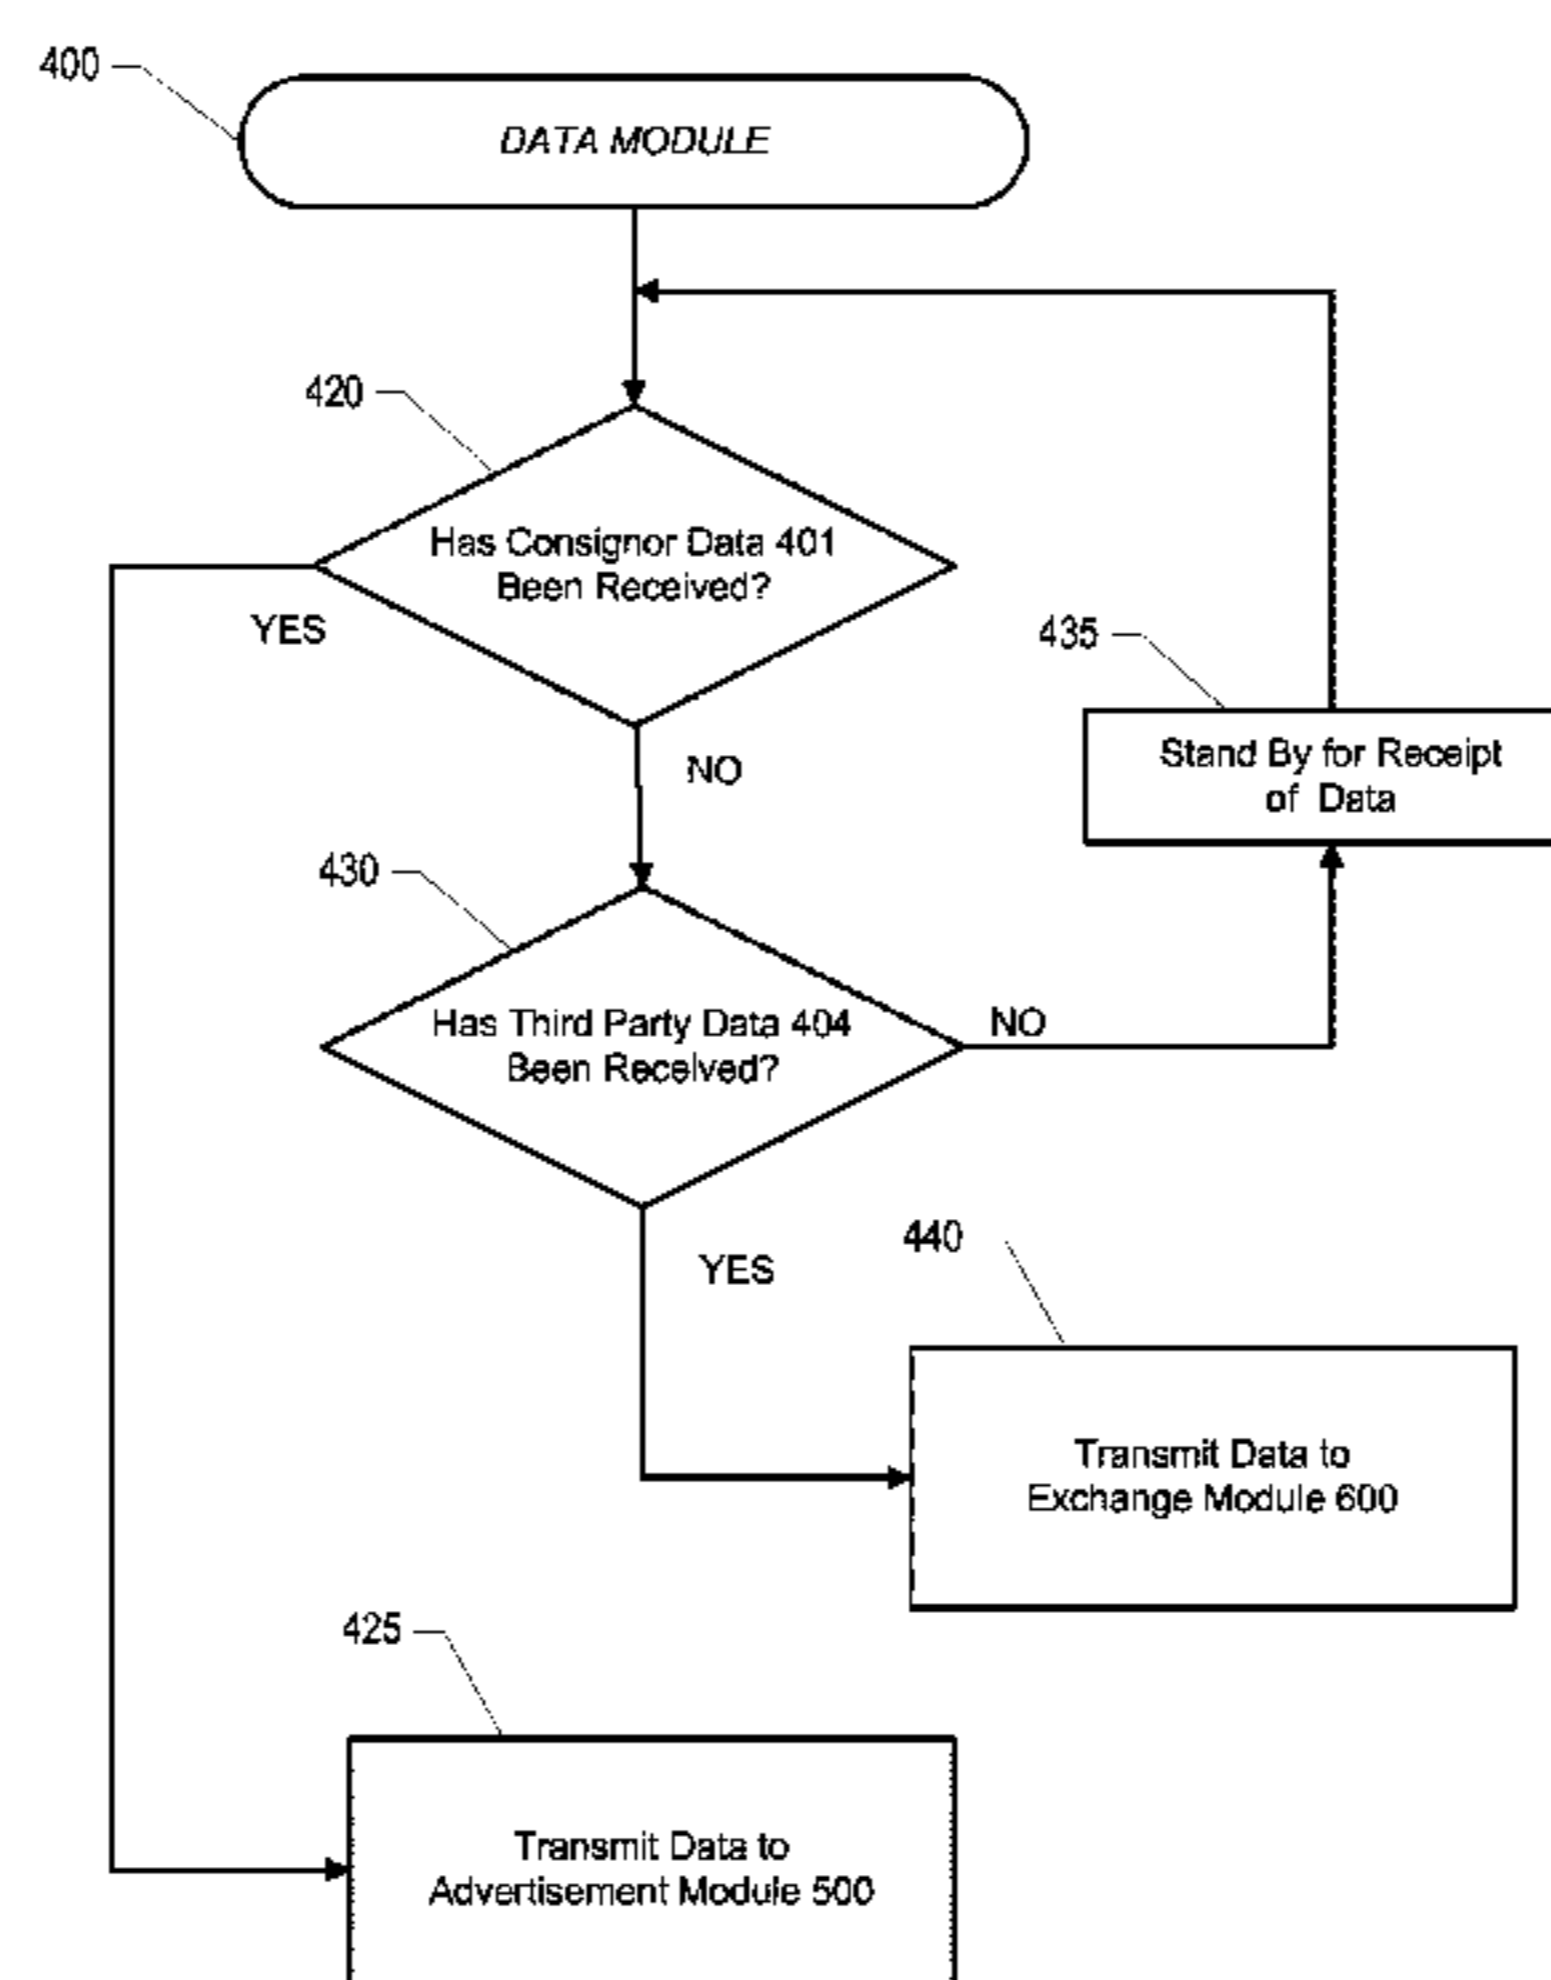 400
DATA MODULE
420
Has Consignor Data 401
Been Received?
YES
NO
435
Stand By for Receipt
of Data
430
Has Third Party Data 404
Been Received?
NO
YES
440
Transmit Data to
Exchange Module 600
425
Transmit Data to
Advertisement Module 500